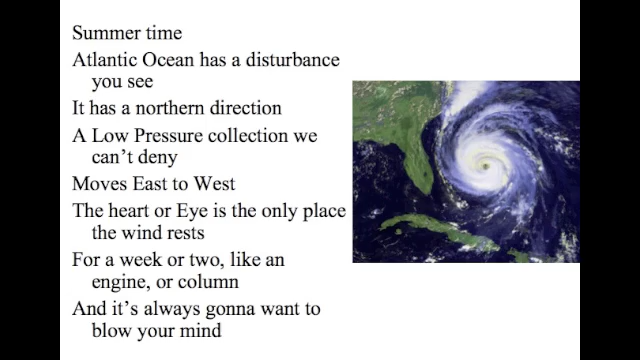 Summer time
Atlantic Ocean has a disturbance
you see
It has a northern direction
A Low Pressure collection we
can’t deny
Moves East to West
The heart or Eye is the only place
the wind rests
For a week or two, like an
engine, or column
And it’s always gonna want to
blow your mind